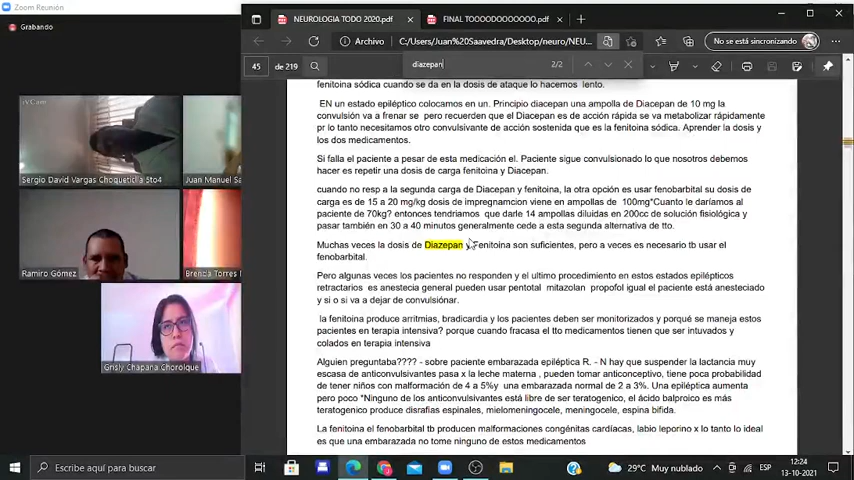 Zoom Reunión
Grabando
iVCam
Sergio David Vargas Choqueticlla 5to4
Juan Manuel Sa
Ramiro Gómez
Brenda Torres N
Grisly Chapana Chorolque
NEUROLOGIA TODO 2020.pdf
FINAL TOOOOOOOOOOO.pdf
Archivo
C:/Users/Juan%20Saavedra/Desktop/neuro/NEU...
No se está sincronizando
45 de 219
diazepan
2/2
fenitoina sódica cuando se da en la dosis de ataque lo hacemos lento.
EN un estado epiléptico colocamos en un. Principio diacepan una ampolla de Diacepan de 10 mg la
convulsión va a frenar se pero recuerden que el Diacepan es de acción rápida se va metabolizar rápidamente
pr lo tanto necesitamos otro convulsivante de acción sostenida que es la fenitoina sódica. Aprender la dosis y
los dos medicamentos.
Si falla el paciente a pesar de esta medicación el. Paciente sigue convulsionado lo que nosotros debemos
hacer es repetir una dosis de carga fenitoina y Diacepan.
cuando no resp a la segunda carga de Diacepan y fenitoina, la otra opción es usar fenobarbital su dosis de
carga es de 15 a 20 mg/kg dosis de impregnamcion viene en ampollas de 100mg*Cuanto le daríamos al
paciente de 70kg? entonces tendriamos que darle 14 ampollas diluidas en 200cc de solución fisiológica y
pasar también en 30 a 40 minutos generalmente cede a esta segunda alternativa de tto.
Muchas veces la dosis de Diazepan y Fenitoina son suficientes, pero a veces es necesario tb usar el
fenobarbital.
Pero algunas veces los pacientes no responden y el ultimo procedimiento en estos estados epilépticos
retractarios es anestecia general pueden usar pentotal mitazolan propofol igual el paciente está anesteciado
y si o si va a dejar de convulsiónar.
la fenitoina produce arritmias, bradicardia y los pacientes deben ser monitorizados y porqué se maneja estos
pacientes en terapia intensiva? porque cuando fracasa el tto medicamentos tienen que ser intuvados y
colados en terapia intensiva
Alguien preguntaba???? - sobre paciente embarazada epiléptica R. - N hay que suspender la lactancia muy
escasa de anticonvulsivantes pasa x la leche materna , pueden tomar anticonceptivo, tiene poca probabilidad
de tener niños con malformación de 4 a 5%y una embarazada normal de 2 a 3%. Una epiléptica aumenta
pero poco *Ninguno de los anticonvulsivantes está libre de ser teratogenico, el ácido balproico es más
teratogenico produce disrafias espinales, mielomeningocele, meningocele, espina bifida.
La fenitoina el fenobarbital tb producen malformaciones congénitas cardíacas, labio leporino x lo tanto lo ideal
es que una embarazada no tome ninguno de estos medicamentos
Escribe aquí para buscar
29°C Muy nublado
ESP
12:24
13-10-2021